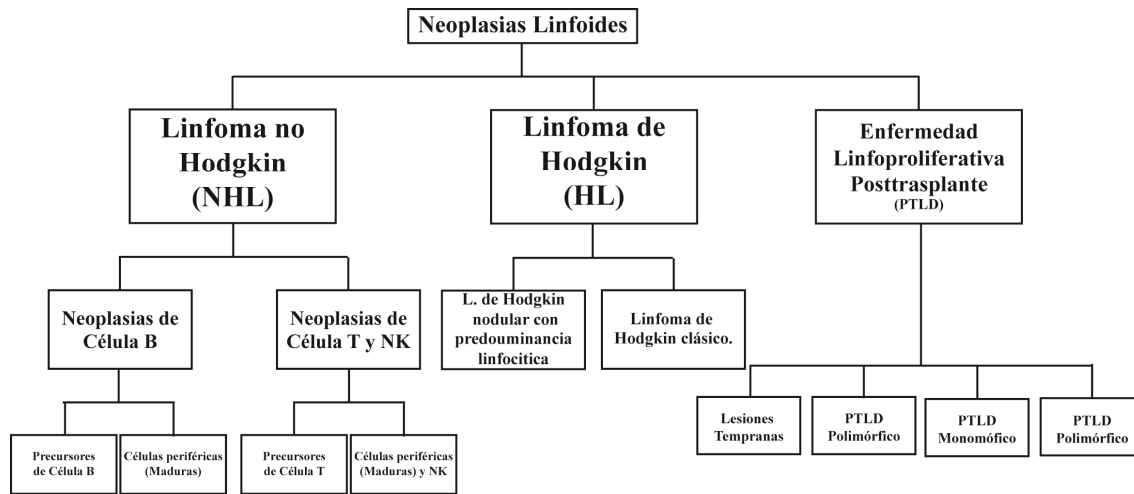 Neoplasias Linfoides
Linfoma no
Hodgkin
(NHL)
Linfoma de
Hodgkin
(HL)
Enfermedad
Linfoproliferativa
Posttrasplante
(PTLD)
Neoplasias de
Célula B
Neoplasias de
Célula T y NK
L. de Hodgkin
nodular con
predouminancia
linfocitica
Linfoma de
Hodgkin clásico.
Precursores
de Célula B
Células periféricas
(Maduras)
Precursores
de Célula T
Células periféricas
(Maduras) y NK
Lesiones
Tempranas
PTLD
Polimórfico
PTLD
Monomófico
PTLD
Polimórfico